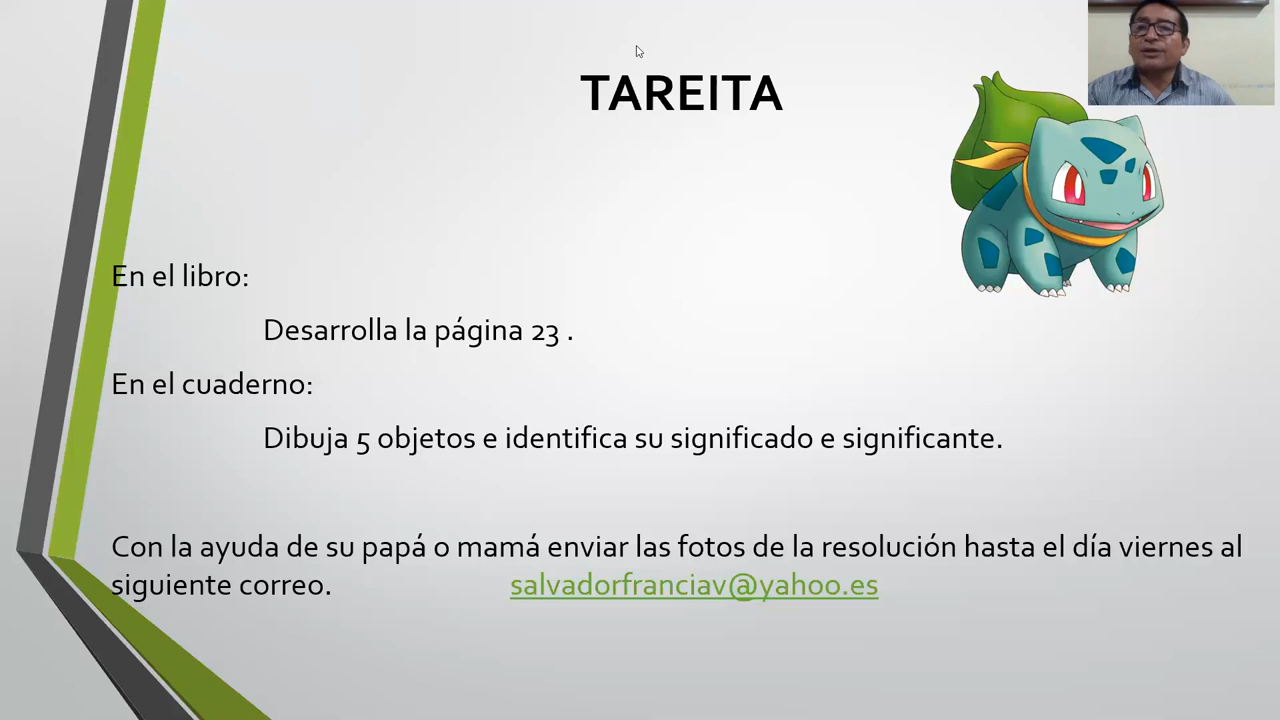 TAREITA
En el libro:
Desarrolla la página 23 .
En el cuaderno:
Dibuja 5 objetos e identifica su significado e significante.
Con la ayuda de su papá o mamá enviar las fotos de la resolución hasta el día viernes al
siguiente correo. salvadorfranciav@yahoo.es